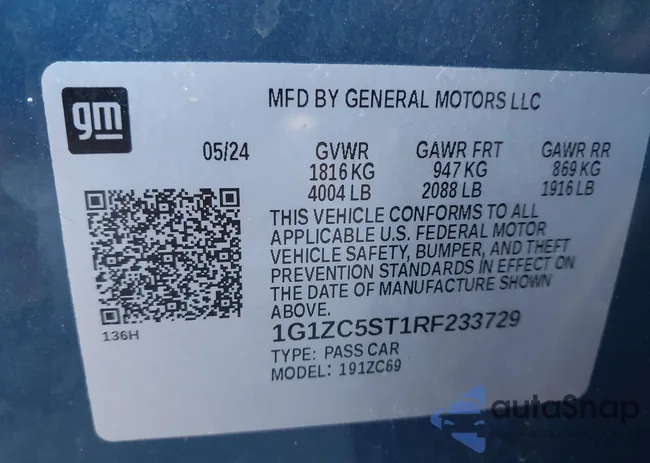 gm
MFD BY GENERAL MOTORS LLC
05/24 GVWR GAWR FRT GAWR RR
1816 KG 947 KG 869 KG
4004 LB 2088 LB 1916 LB
THIS VEHICLE CONFORMS TO ALL
APPLICABLE U.S. FEDERAL MOTOR
VEHICLE SAFETY, BUMPER, AND THEFT
PREVENTION STANDARDS IN EFFECT ON
THE DATE OF MANUFACTURE SHOWN
ABOVE.
136H
1G1ZC5ST1RF233729
TYPE: PASS CAR
MODEL: 191ZC69
autoSnap